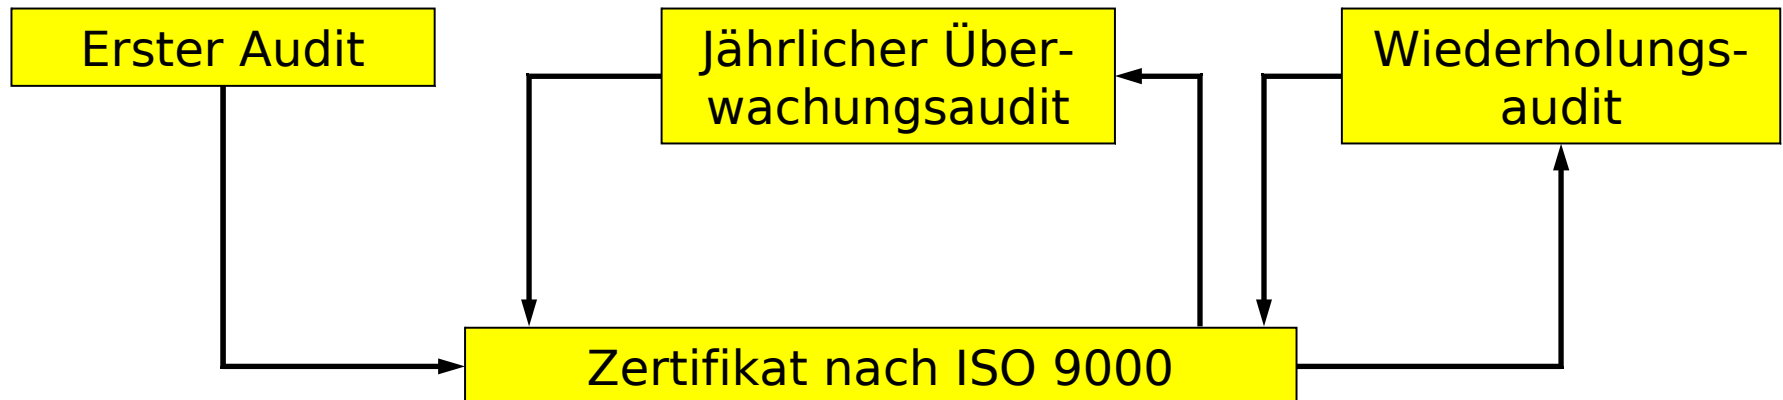 Erster Audit
Jährlicher Über-
wachungsaudit
Wiederholungs-
audit
Zertifikat nach ISO 9000